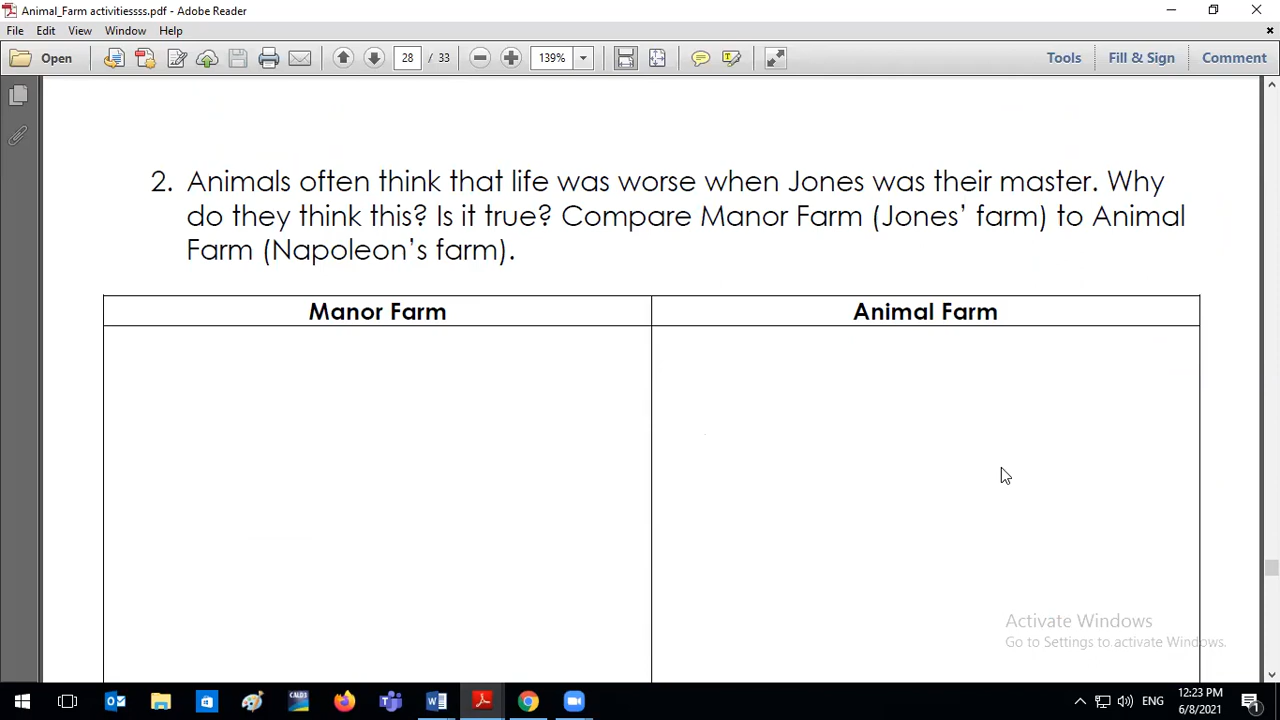 Animal_Farm activitiessss.pdf - Adobe Reader
File Edit View Window Help
Open 28 / 33 139% Tools Fill & Sign Comment
2. Animals often think that life was worse when Jones was their master. Why
do they think this? Is it true? Compare Manor Farm (Jones’ farm) to Animal
Farm (Napoleon’s farm).
Manor Farm Animal Farm
Activate Windows
Go to Settings to activate Windows.
CALD3
ENG
12:23 PM
6/8/2021
1